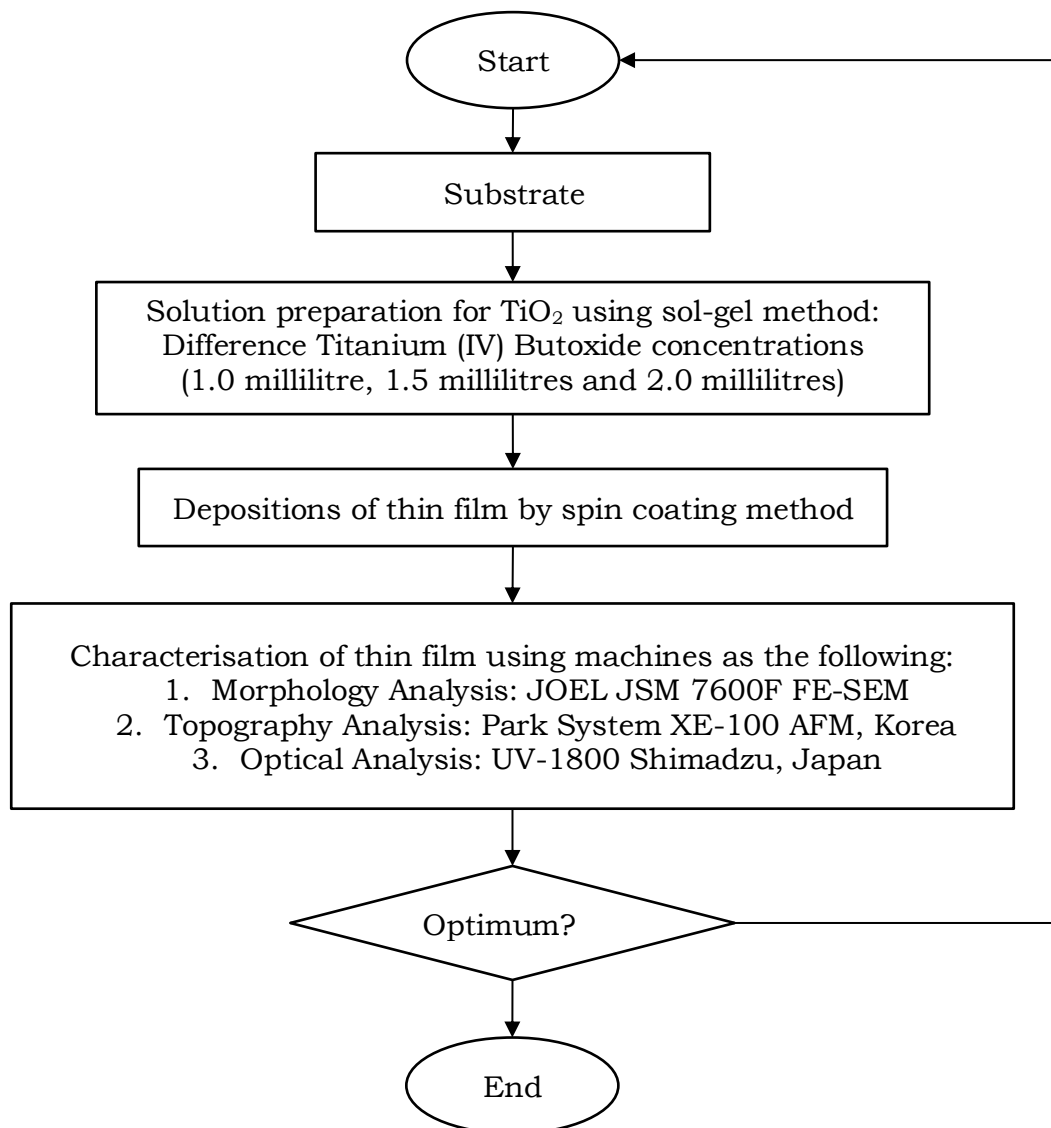 Start
Substrate
Solution preparation for TiO₂ using sol-gel method:
Difference Titanium (IV) Butoxide concentrations
(1.0 millilitre, 1.5 millilitres and 2.0 millilitres)
Depositions of thin film by spin coating method
Characterisation of thin film using machines as the following:
1. Morphology Analysis: JOEL JSM 7600F FE-SEM
2. Topography Analysis: Park System XE-100 AFM, Korea
3. Optical Analysis: UV-1800 Shimadzu, Japan
Optimum?
End